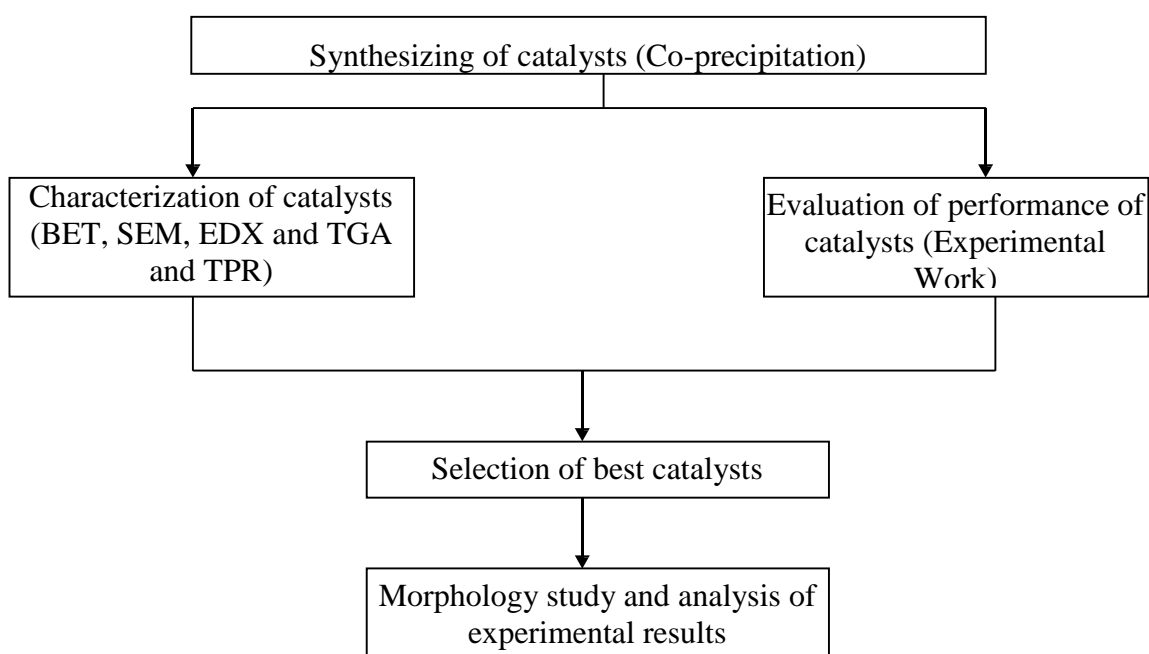 Synthesizing of catalysts (Co-precipitation)
Characterization of catalysts
(BET, SEM, EDX and TGA
and TPR)
Evaluation of performance of
catalysts (Experimental
Work)
Selection of best catalysts
Morphology study and analysis of
experimental results